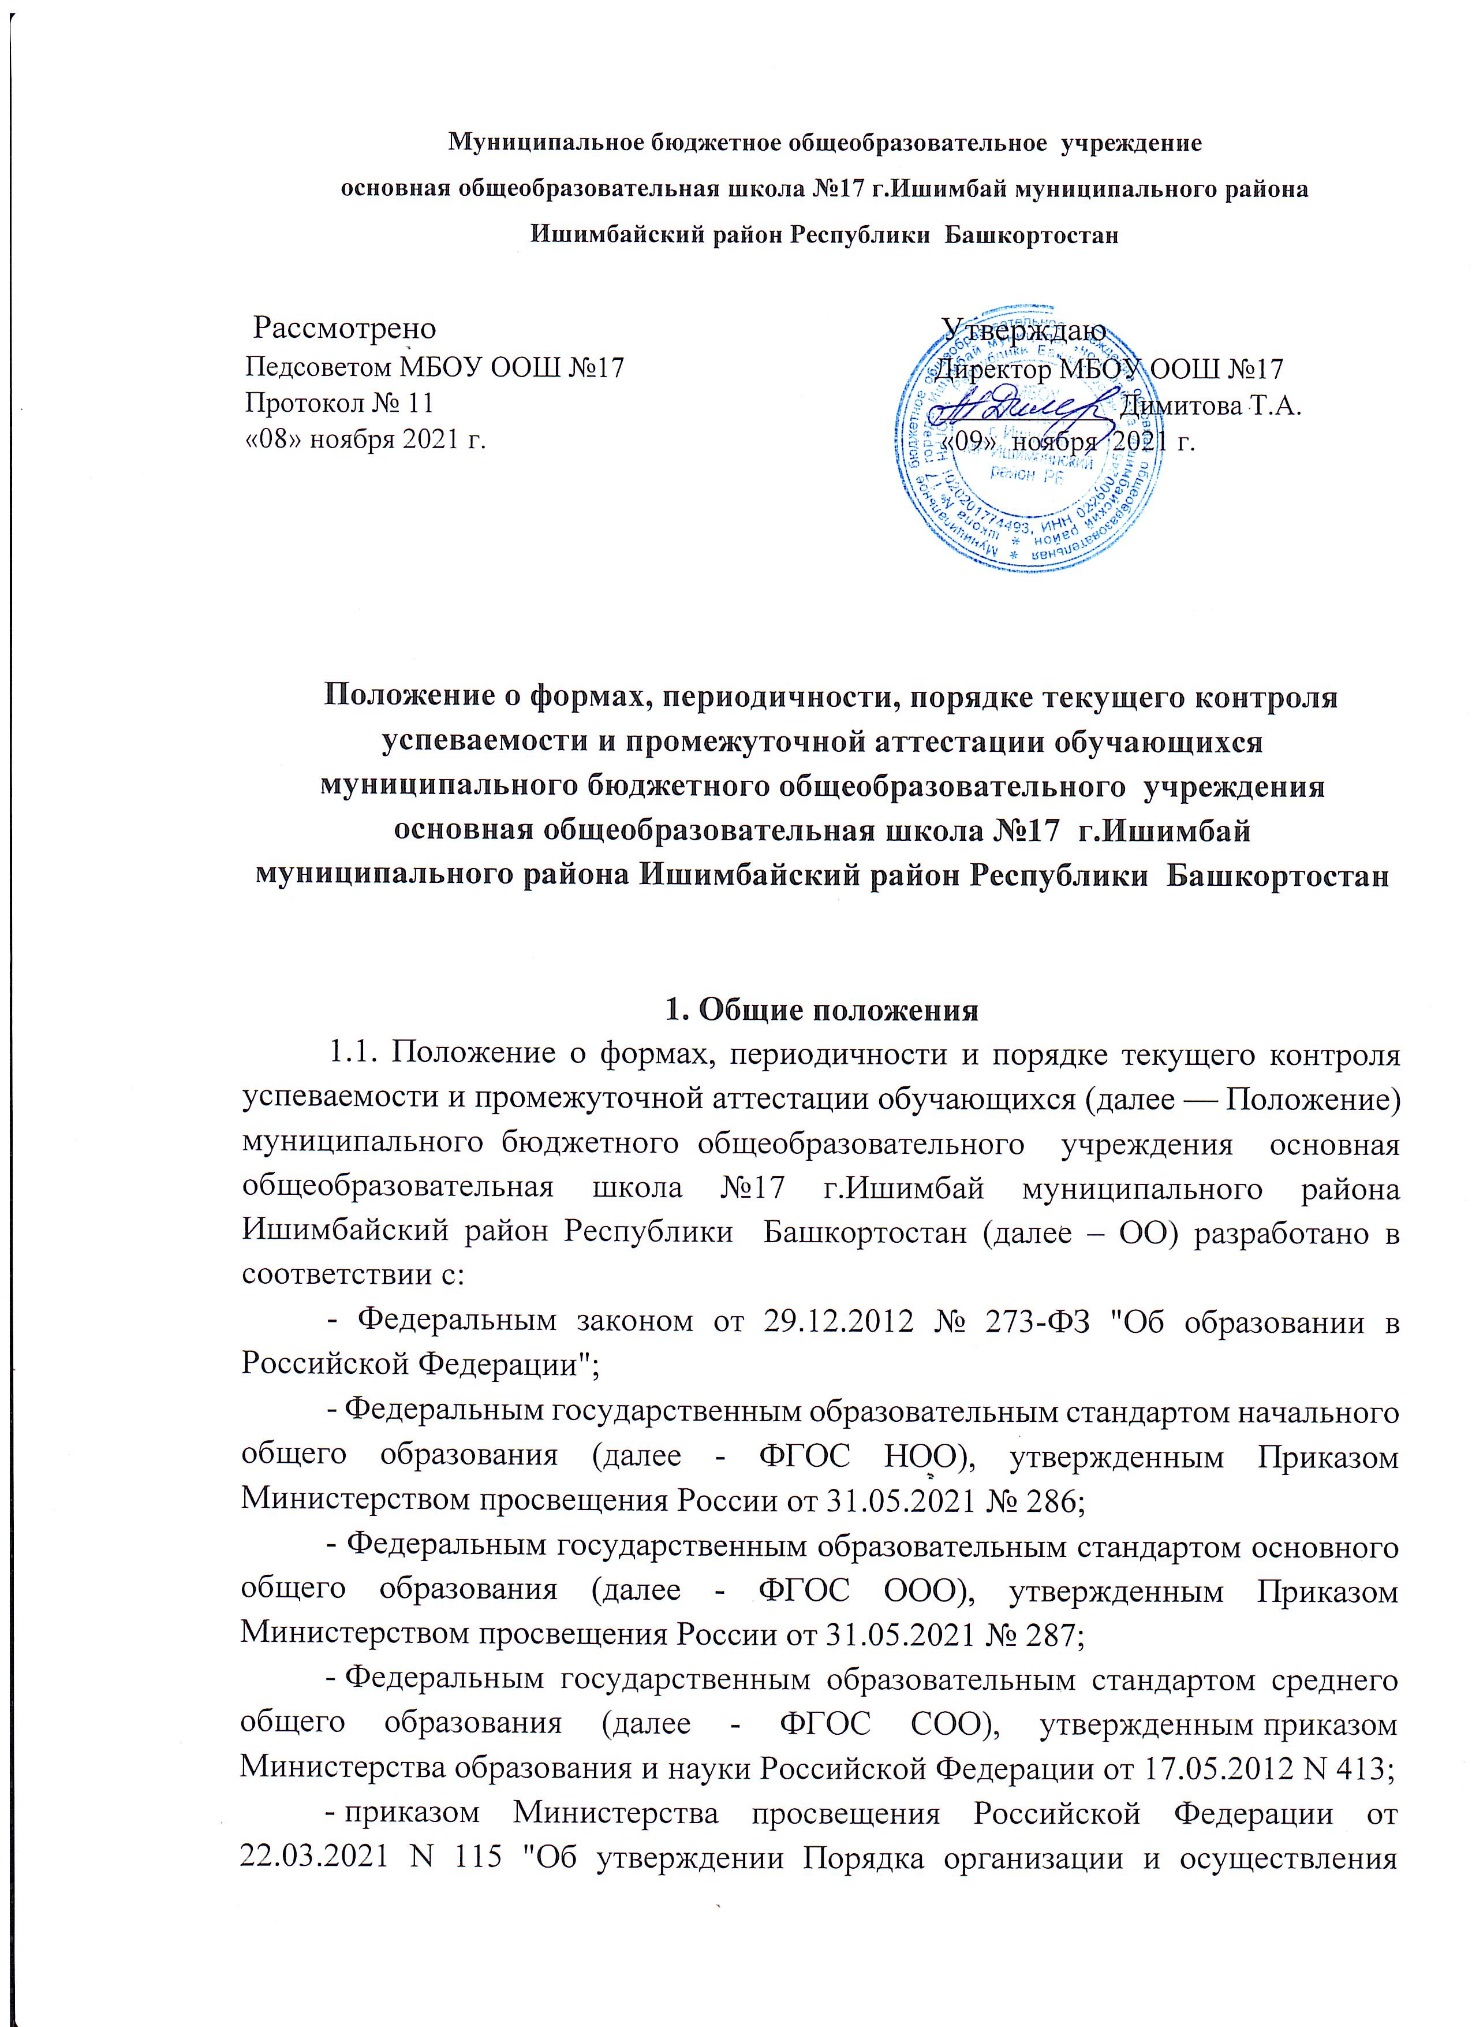 Муниципальное бюджетное общеобразовательное учреждение
основная общеобразовательная школа №17 г.Ишимбай муниципального района
Ишимбайский район Республики Башкортостан
Рассмотрено
Педсоветом МБОУ ООШ №17
Протокол № 11
«08» ноября 2021 г.
Утверждаю
Директор МБОУ ООШ №17
Димитова Т.А.
«09» ноября 2021 г.
район РБ
1020201774493, ИНН
Положение о формах, периодичности, порядке текущего контроля
успеваемости и промежуточной аттестации обучающихся
муниципального бюджетного общеобразовательного учреждения
основная общеобразовательная школа №17 г.Ишимбай
муниципального района Ишимбайский район Республики Башкортостан
1. Общие положения
1.1. Положение о формах, периодичности и порядке текущего контроля
успеваемости и промежуточной аттестации обучающихся (далее — Положение)
муниципального бюджетного общеобразовательного учреждения основная
общеобразовательная школа №17 г.Ишимбай муниципального района
Ишимбайский район Республики Башкортостан (далее – ОО) разработано в
соответствии с:
- Федеральным законом от 29.12.2012 № 273-ФЗ "Об образовании в
Российской Федерации";
- Федеральным государственным образовательным стандартом начального
общего образования (далее - ФГОС НОО), утвержденным Приказом
Министерством просвещения России от 31.05.2021 № 286;
- Федеральным государственным образовательным стандартом основного
общего образования (далее - ФГОС ООО), утвержденным Приказом
Министерством просвещения России от 31.05.2021 № 287;
- Федеральным государственным образовательным стандартом среднего
общего образования (далее - ФГОС СОО), утвержденным приказом
Министерства образования и науки Российской Федерации от 17.05.2012 N 413;
- приказом Министерства просвещения Российской Федерации от
22.03.2021 N 115 "Об утверждении Порядка организации и осуществления